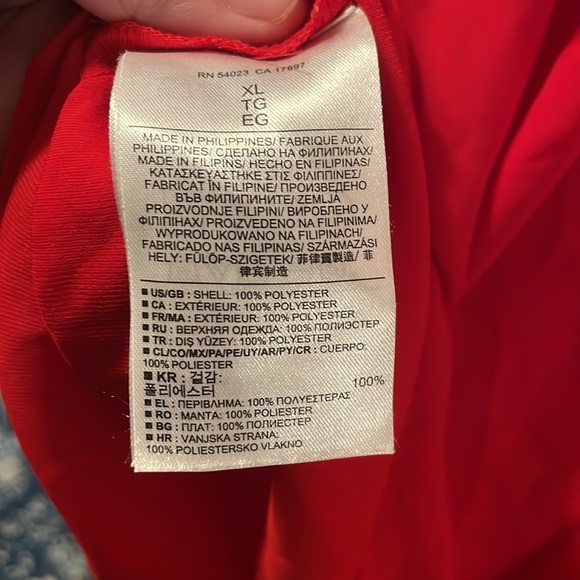 RN 54023 CA 17897
XL
TG
EG
MADE IN PHILIPPINES/ FABRIQUE AUX
PHILIPPINES/ СДЕЛАНО НА ФИЛИПИНАХ/
MADE IN FILIPINS/ HECHO EN FILIPINAS/
ΚΑΤΑΣΚΕΥΑΣΤΗΚΕ ΣΤΙΣ ΦΙΛΙΠΠΙΝΕΣ/
FABRICAT ÎN FILIPINE/ ПРОИЗВЕДЕНО
ВЪВ ФИЛИПИНИТЕ/ ZEMLJA
PROIZVODNJE FILIPINI/ ВИРОБЛЕНО У
ФІЛІПІНАХ/ PROIZVEDENO NA FILIPINIMA/
WYPRODUKOWANO NA FILIPINACH/
FABRICADO NAS FILIPINAS/ SZÁRMAZÁSI
HELY: FÜLÖP-SZIGETEK/ 菲律賓製造/ 菲
律宾制造
■ US/GB : SHELL: 100% POLYESTER
■ CA : EXTÉRIEUR: 100% POLYESTER
■ FR/MA : EXTÉRIEUR: 100% POLYESTER
■ RU : ВЕРХНЯЯ ОДЕЖДА: 100% ПОЛИЭСТЕР
■ TR : DIŞ YÜZEY: 100% POLYESTER
■ CL/CO/MX/PA/PE/UY/AR/PY/CR : CUERPO:
100% POLIESTER
■ KR : 겉감: 100%
폴리에스터
■ EL : ΠΕΡΙΒΛΗΜΑ: 100% ΠΟΛΥΕΣΤΕΡΑΣ
■ RO : MANTA: 100% POLIESTER
■ BG : ПЛАТ: 100% ПОЛИЕСТЕР
■ HR : VANJSKA STRANA:
100% POLIESTERSKO VLAKNO